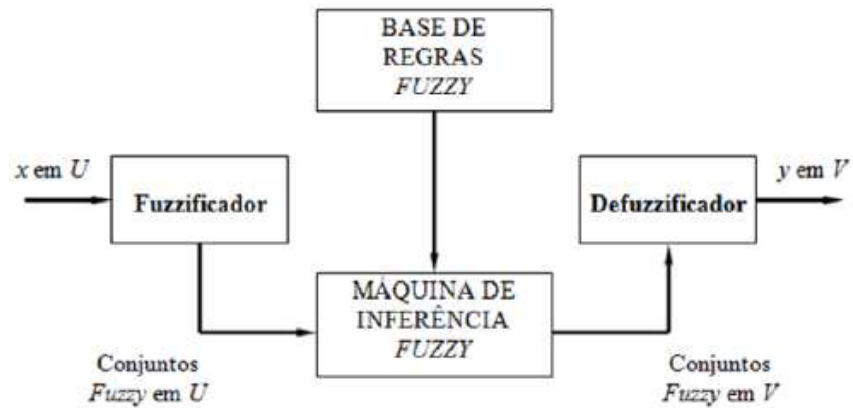 BASE DE
REGRAS
FUZZY
x em U
Fuzzificador
Defuzzificador
y em V
MÁQUINA DE
INFERÊNCIA
FUZZY
Conjuntos
Fuzzy em U
Conjuntos
Fuzzy em V